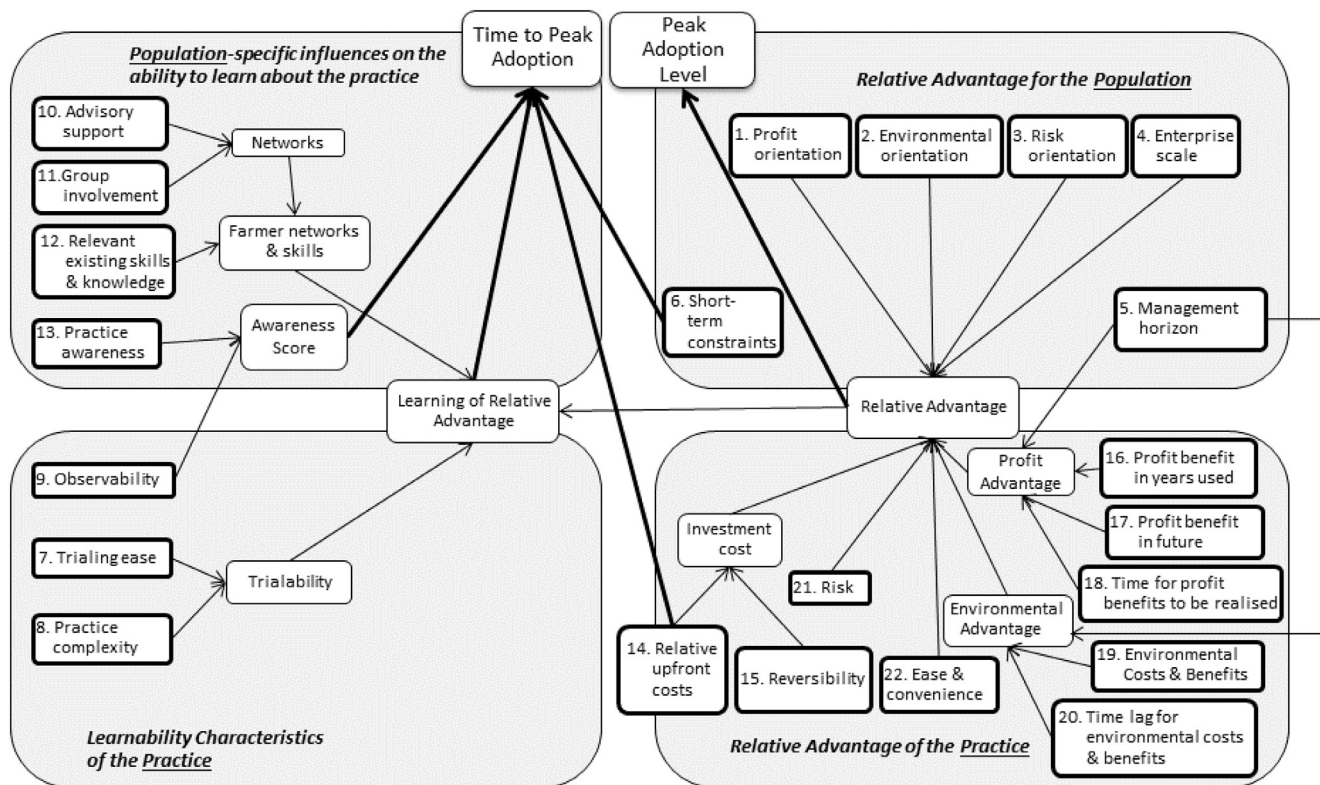 Population-specific influences on the
ability to learn about the practice
Time to Peak
Adoption
Peak
Adoption
Level
Relative Advantage for the Population
10. Advisory
support
Networks
11. Group
involvement
12. Relevant
existing skills
& knowledge
Farmer networks
& skills
13. Practice
awareness
Awareness
Score
1. Profit
orientation
2. Environmental
orientation
3. Risk
orientation
4. Enterprise
scale
6. Short-
term
constraints
5. Management
horizon
Learning of Relative
Advantage
Relative Advantage
9. Observability
7. Trialing ease
8. Practice
complexity
Trialability
Learnability Characteristics
of the Practice
Profit
Advantage
16. Profit benefit
in years used
17. Profit benefit
in future
18. Time for profit
benefits to be realised
Investment
cost
21. Risk
Environmental
Advantage
14. Relative
upfront
costs
15. Reversibility
22. Ease &
convenience
19. Environmental
Costs & Benefits
20. Time lag for
environmental costs
& benefits
Relative Advantage of the Practice